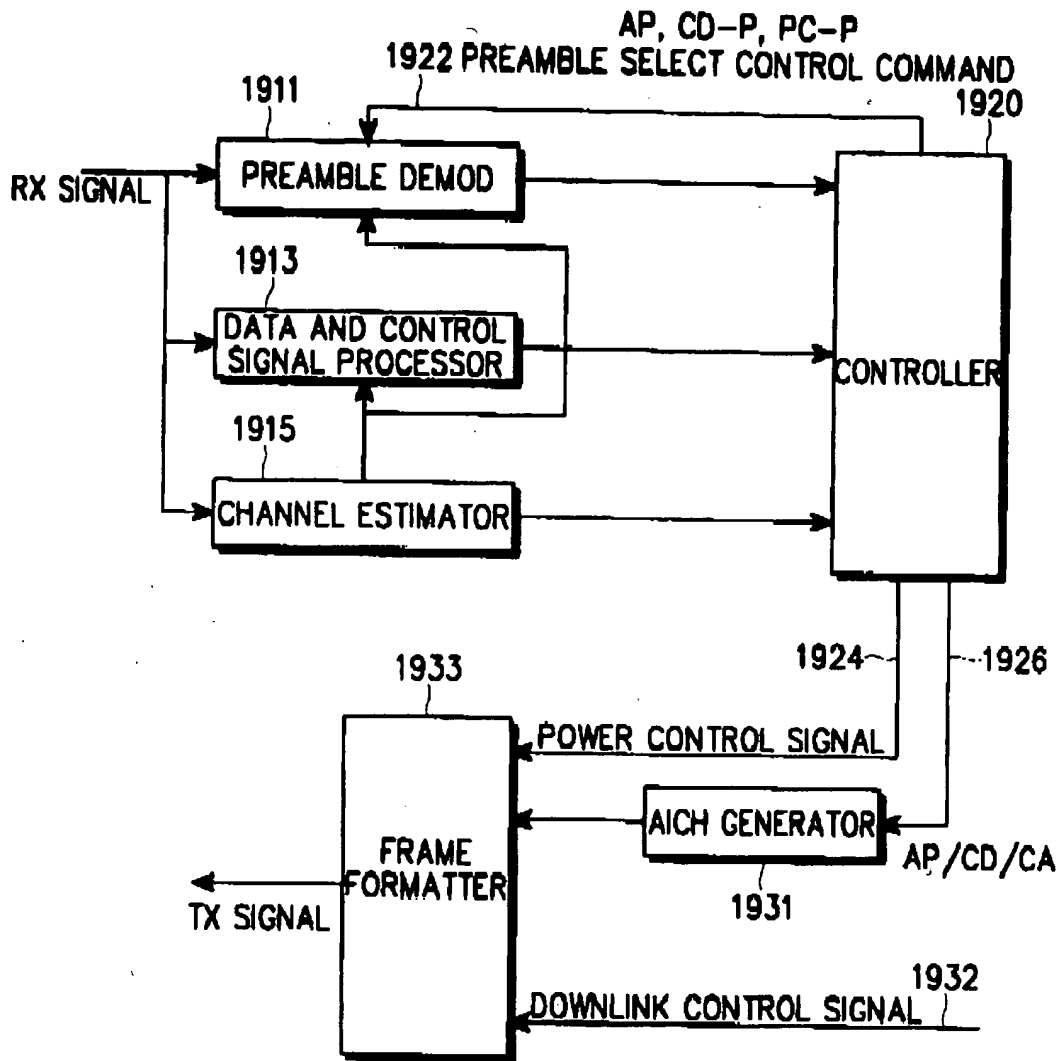 AP, CD-P, PC-P
1922 PREAMBLE SELECT CONTROL COMMAND
1911
1920
PREAMBLE DEMOD
RX SIGNAL
1913
DATA AND CONTROL
SIGNAL PROCESSOR
CONTROLLER
1915
CHANNEL ESTIMATOR
1924
1926
1933
POWER CONTROL SIGNAL
AICH GENERATOR
AP/CD/CA
FRAME
FORMATTER
1931
TX SIGNAL
1932
DOWNLINK CONTROL SIGNAL